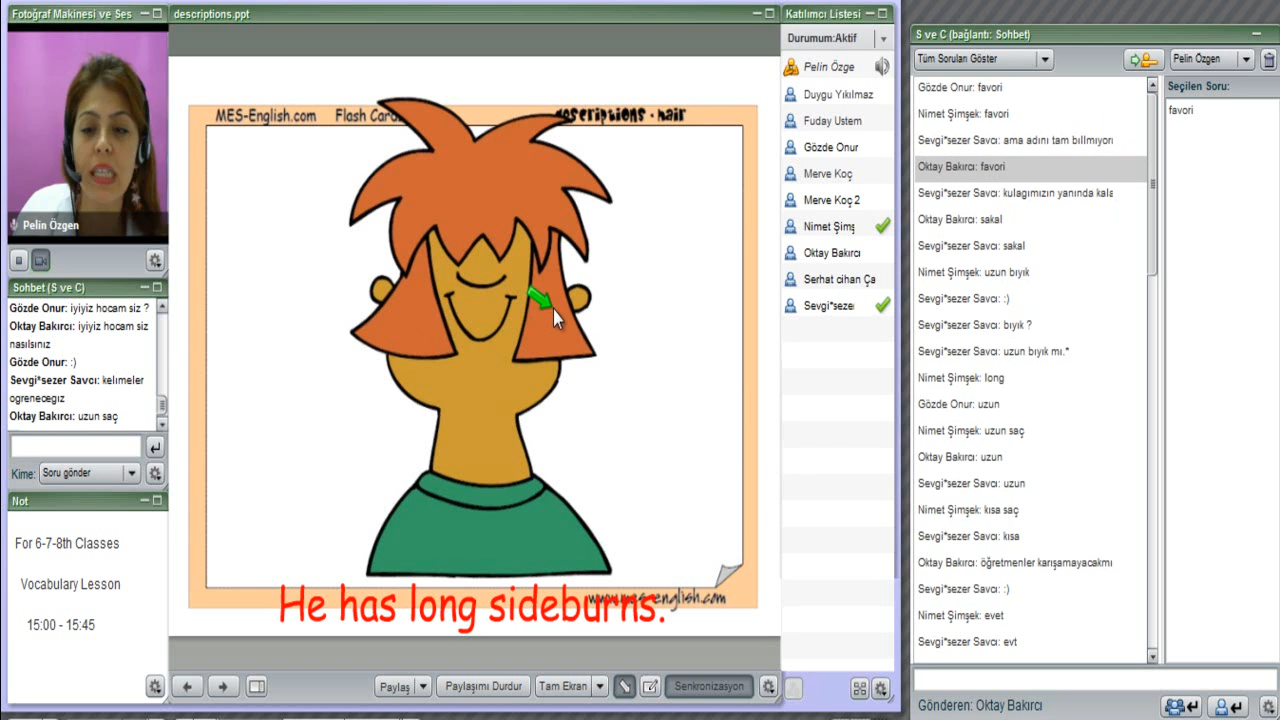 Fotoğraf Makinesi ve Ses
Pelin Özgen
Sohbet (S ve C)
Gözde Onur: iyiyiz hocam siz ?
Oktay Bakırcı: iyiyiz hocam siz
nasılsınız
Gözde Onur: :)
Sevgi*sezer Savcı: kelımeler
ogrenecegız
Oktay Bakırcı: uzun saç
Kime:
Soru gönder
Not
For 6-7-8th Classes
Vocabulary Lesson
15:00 - 15:45
descriptions.ppt
MES-English.com
Flash
descriptions - hair
www.mes-english.com
He has long sideburns.
Paylaş
Paylaşımı Durdur
Tam Ekran
Senkronizasyon
Katılımcı Listesi
Durumum:Aktif
Pelin Özge
Duygu Yıkılmaz
Fuday Ustem
Gözde Onur
Merve Koç
Merve Koç 2
Nimet Şimş
Oktay Bakırcı
Serhat cihan Ça
Sevgi*sezer
S ve C (bağlantı: Sohbet)
Tüm Soruları Göster
Pelin Özgen
Gözde Onur: favori
Nimet Şimşek: favori
Sevgi*sezer Savcı: ama adını tam bıllmıyorı
Oktay Bakırcı: favori
Sevgi*sezer Savcı: kulagımızın yanında kala
Oktay Bakırcı: sakal
Sevgi*sezer Savcı: sakal
Nimet Şimşek: uzun bıyık
Sevgi*sezer Savcı: :)
Sevgi*sezer Savcı: bıyık ?
Sevgi*sezer Savcı: uzun bıyık mı.*
Nimet Şimşek: long
Gözde Onur: uzun
Nimet Şimşek: uzun saç
Oktay Bakırcı: uzun
Sevgi*sezer Savcı: uzun
Nimet Şimşek: kısa saç
Sevgi*sezer Savcı: kısa
Oktay Bakırcı: öğretmenler karışamayacakmı
Sevgi*sezer Savcı: :)
Nimet Şimşek: evet
Sevgi*sezer Savcı: evt
Seçilen Soru:
favori
Gönderen: Oktay Bakırcı